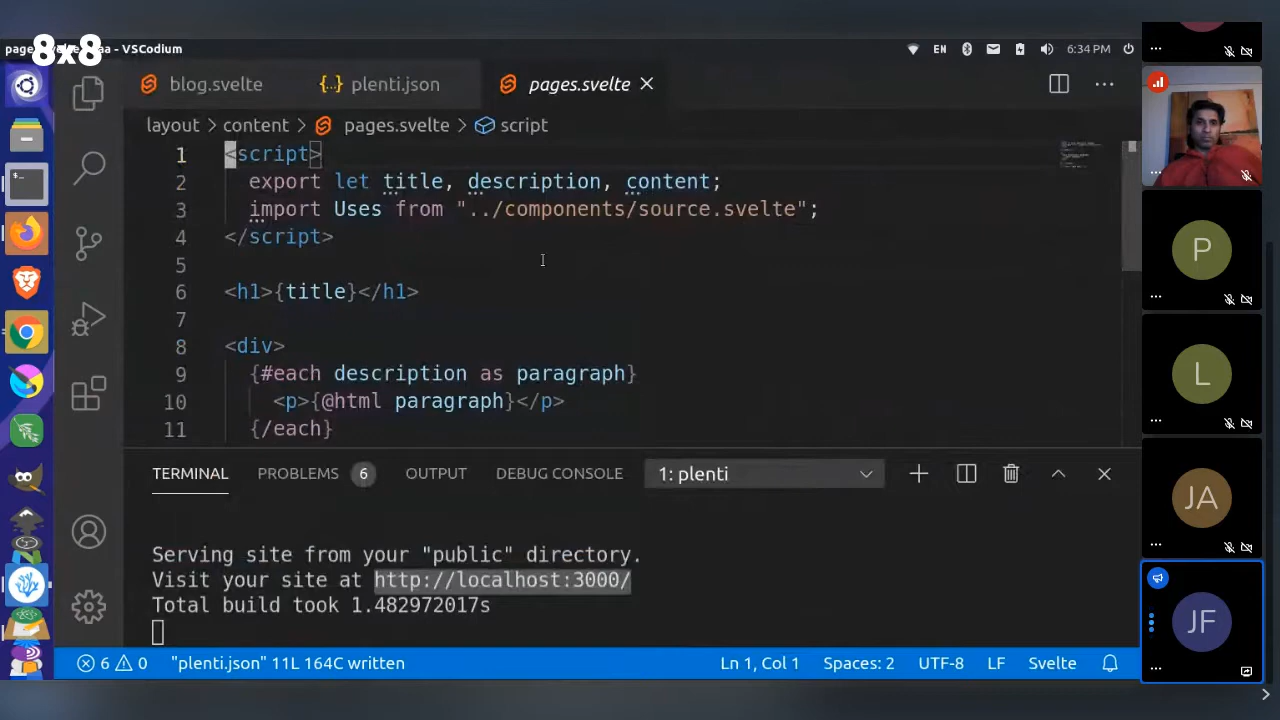 8x8
- VSCodium
EN
6:34 PM
blog.svelte
{..} plenti.json
pages.svelte
layout > content > pages.svelte > script
1 <script>
2 export let title, description, content;
3 import Uses from "../components/source.svelte";
4 </script>
5
6 <h1>{title}</h1>
7
8 <div>
9 {#each description as paragraph}
10 <p>{@html paragraph}</p>
11 {/each}
TERMINAL
PROBLEMS 6
OUTPUT
DEBUG CONSOLE
1: plenti
Serving site from your "public" directory.
Visit your site at http://localhost:3000/
Total build took 1.482972017s
6 0
"plenti.json" 11L 164C written
Ln 1, Col 1
Spaces: 2
UTF-8
LF
Svelte
P
L
JA
JF